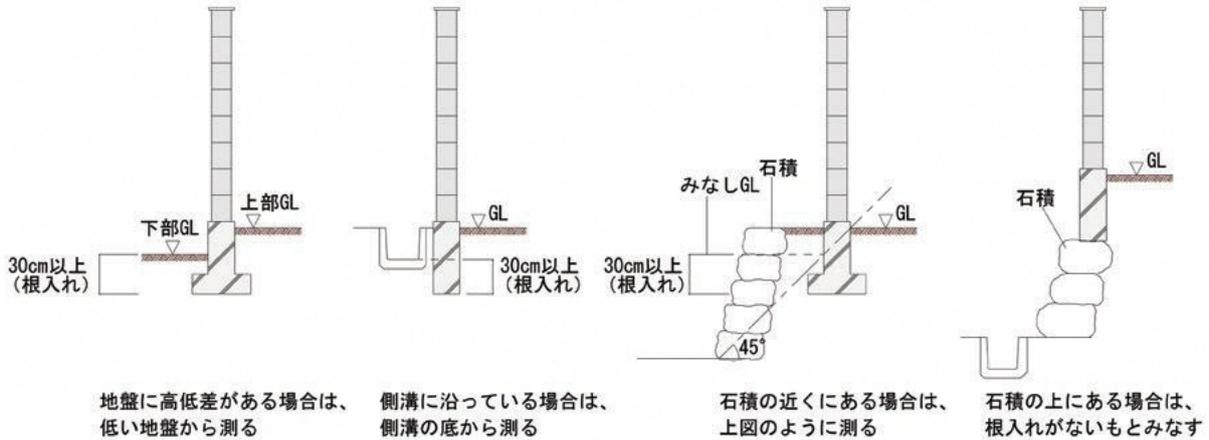 下部GL
上部GL
30cm以上
(根入れ)
地盤に高低差がある場合は、
低い地盤から測る
GL
30cm以上
(根入れ)
側溝に沿っている場合は、
側溝の底から測る
みなしGL
石積
GL
30cm以上
(根入れ)
45°
石積の近くにある場合は、
上図のように測る
GL
石積
石積の上にある場合は、
根入れがないもとみなす